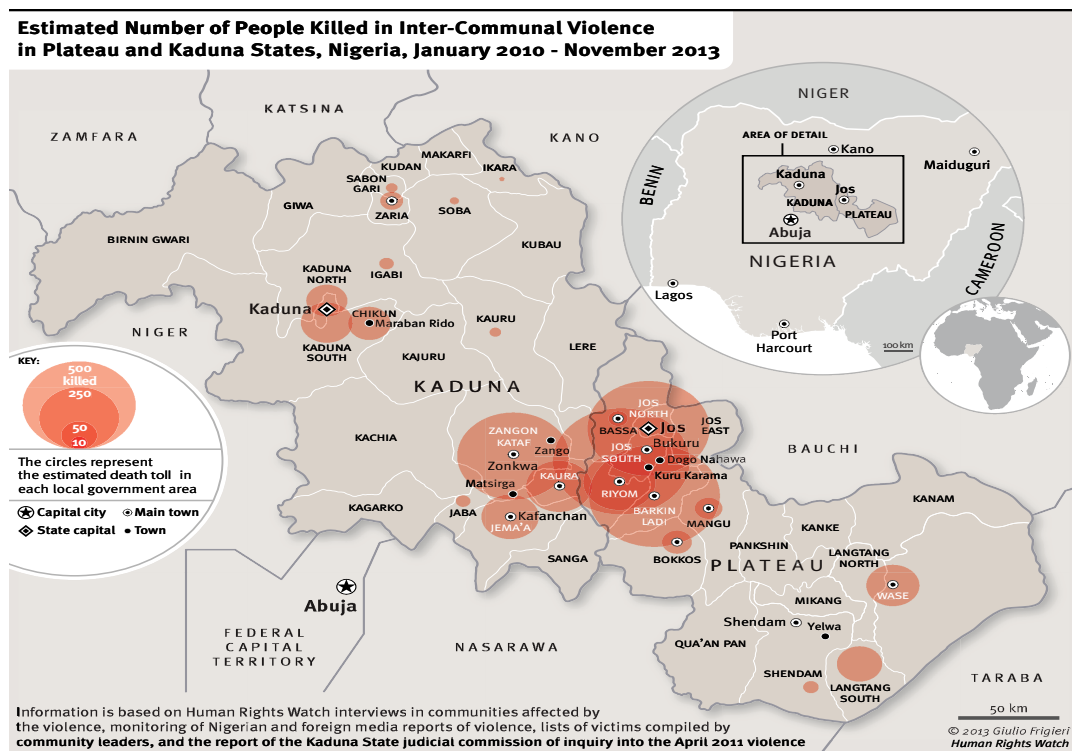 Estimated Number of People Killed in Inter-Communal Violence
in Plateau and Kaduna States, Nigeria, January 2010 - November 2013
NIGER
AREA OF DETAIL
Kano
Maiduguri
BENIN
Kaduna
Jos
KADUNA
PLATEAU
Abuja
NIGERIA
CAMEROON
Lagos
Port
Harcourt
100 km
KATSINA
ZAMFARA
KANO
MAKARFI
KUDAN
IKARA
SABON
GARI
GIWA
ZARIA
SOBA
BIRNIN GWARI
KUBAU
IGABI
KADUNA
NORTH
Kaduna
CHIKUN
Maraban Rido
KAURU
NIGER
KADUNA
SOUTH
KAJURU
LERE
KADUNA
KEY:
500
killed
250
50
10
The circles represent
the estimated death toll in
each local government area
Capital city
Main town
State capital
Town
JOS
NORTH
BASSA
Jos
JOS
EAST
KACHIA
ZANGON
KATAF
Zango
Zonkwa
JOS
SOUTH
Bukuru
Dogo Nahawa
Kuru Karama
BAUCHI
Matsirga
KAURA
RIYOM
KAGARKO
JABA
Kafanchan
JEMA'A
BARKIN
LADI
MANGU
KANAM
KANKE
SANGA
BOKKOS
PANKSHIN
LANGTANG
NORTH
PLATEAU
WASE
MIKANG
Abuja
Shendam
Yelwa
FEDERAL
CAPITAL
TERRITORY
NASARAWA
QUA'AN PAN
SHENDAM
LANGTANG
SOUTH
TARABA
50 km
Information is based on Human Rights Watch interviews in communities affected by
the violence, monitoring of Nigerian and foreign media reports of violence, lists of victims compiled by
community leaders, and the report of the Kaduna State judicial commission of inquiry into the April 2011 violence
© 2013 Giulio Frigieri
Human Rights Watch